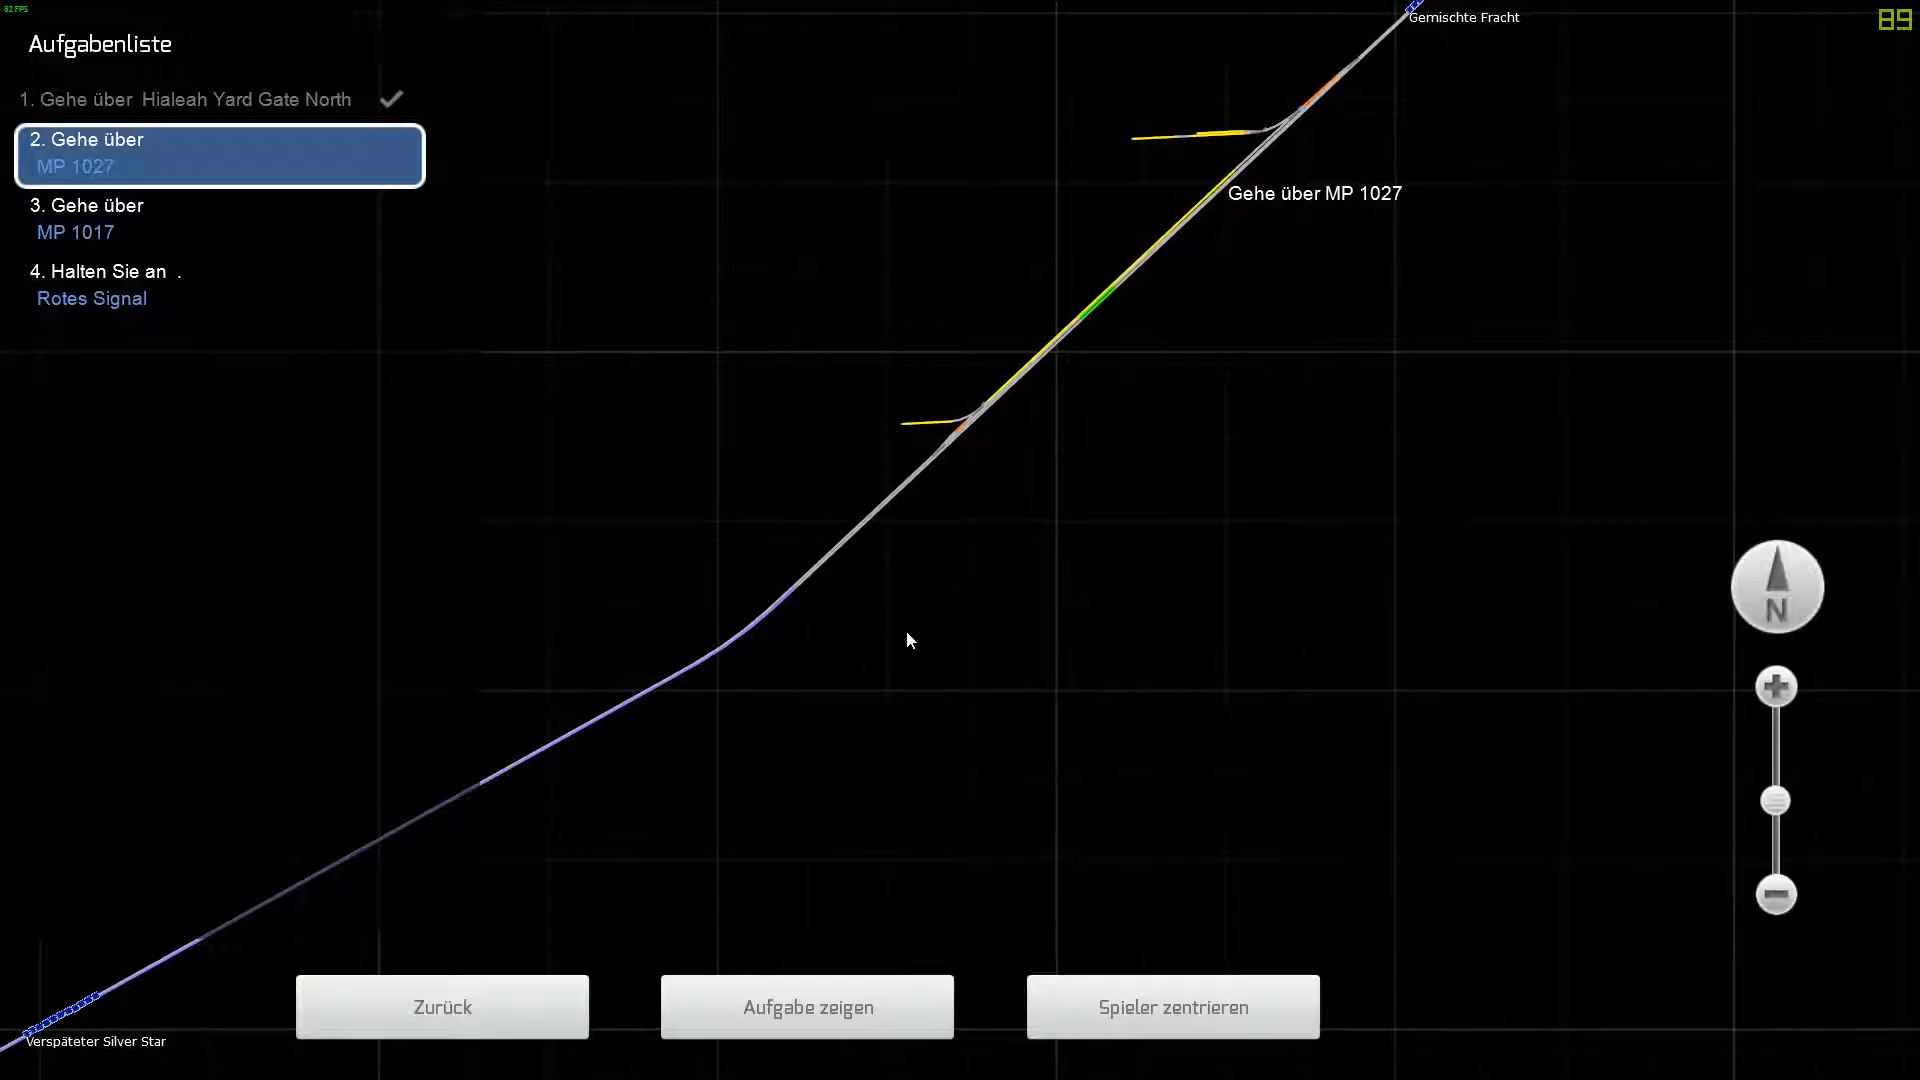 82 FPS
89
Gemischte Fracht
Aufgabenliste
1. Gehe über Hialeah Yard Gate North
2. Gehe über
MP 1027
3. Gehe über
MP 1017
4. Halten Sie an .
Rotes Signal
Gehe über MP 1027
N
Zurück
Aufgabe zeigen
Spieler zentrieren
Verspäteter Silver Star